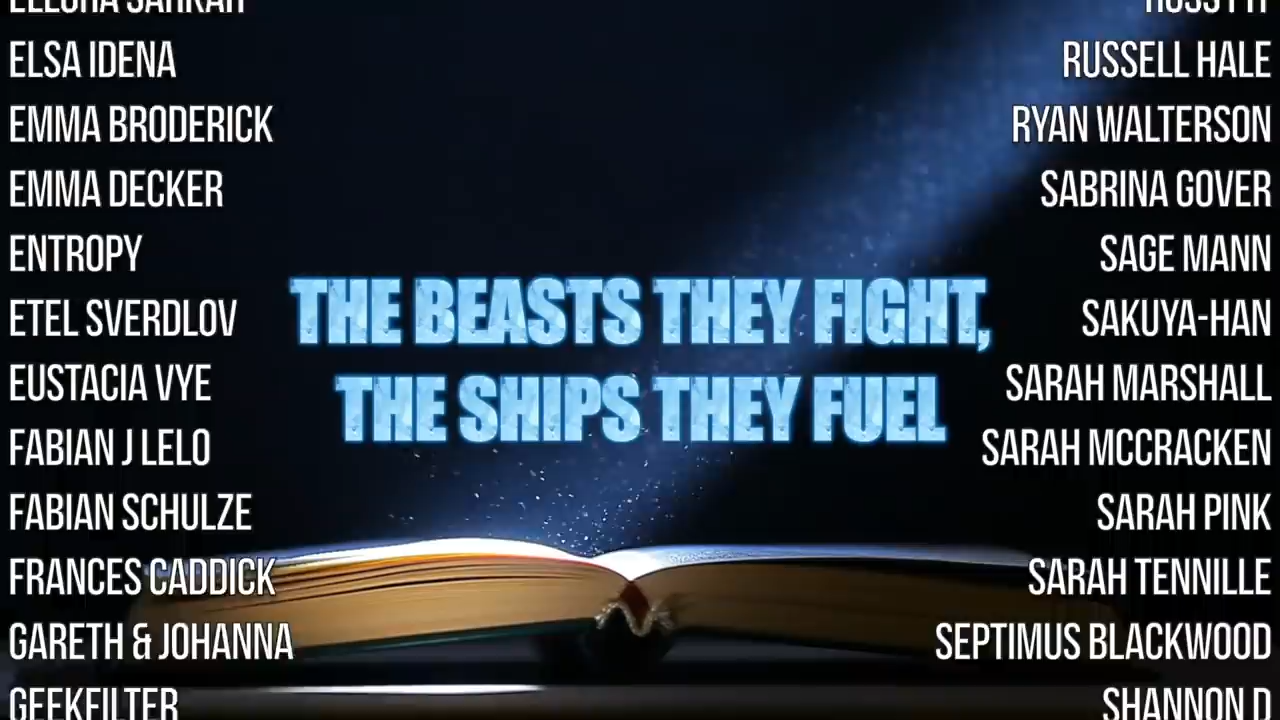 ELSA IDENA
EMMA BRODERICK
EMMA DECKER
ENTROPY
ETEL SVERDLOV
EUSTACIA VYE
FABIAN J LELO
FABIAN SCHULZE
FRANCES CADDICK
GARETH & JOHANNA
GEEKFILTER
THE BEASTS THEY FIGHT,
THE SHIPS THEY FUEL
RUSSELL HALE
RYAN WALTERSON
SABRINA GOVER
SAGE MANN
SAKUYA-HAN
SARAH MARSHALL
SARAH MCCRACKEN
SARAH PINK
SARAH TENNILLE
SEPTIMUS BLACKWOOD
SHANNON D